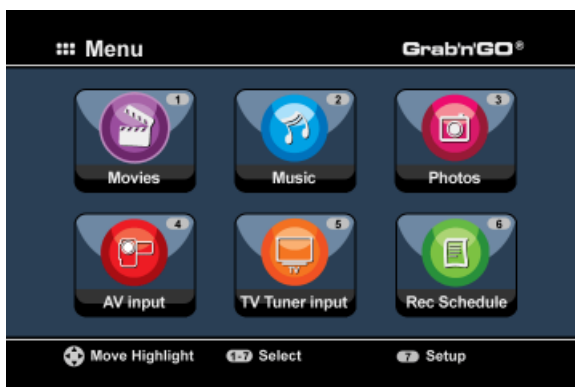 Menu Grab'n'GO®
1 2 3
Movies Music Photos
4 5 6
TV
AV input TV Tuner input Rec Schedule
Move Highlight 1-7 Select 7 Setup